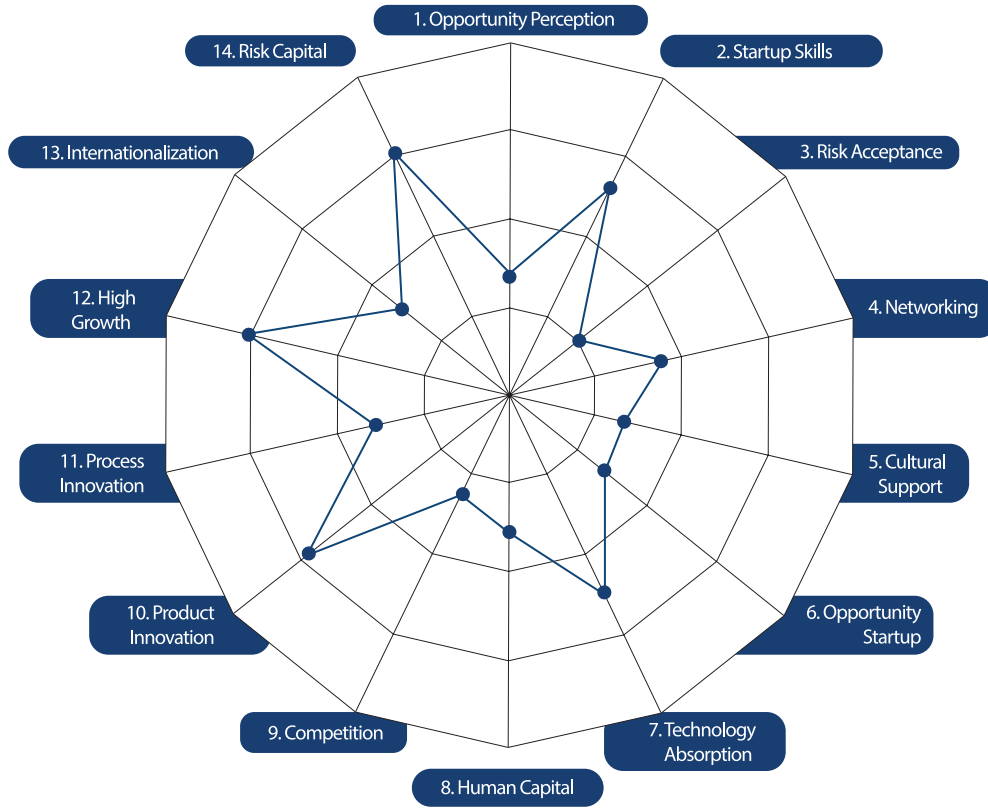 1. Opportunity Perception
2. Startup Skills
3. Risk Acceptance
4. Networking
5. Cultural
Support
6. Opportunity
Startup
7. Technology
Absorption
8. Human Capital
9. Competition
10. Product
Innovation
11. Process
Innovation
12. High
Growth
13. Internationalization
14. Risk Capital